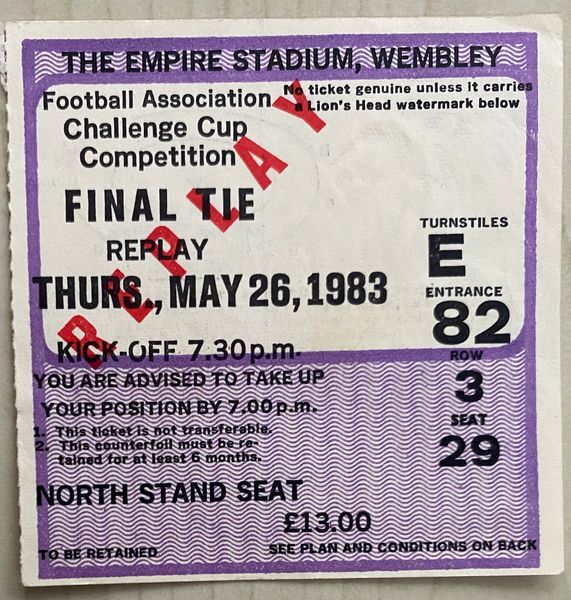 THE EMPIRE STADIUM, WEMBLEY
No ticket genuine unless it carries
a Lion's Head watermark below
Football Association
Challenge Cup
Competition
FINAL TIE
REPLAY
REPLAY
THURS., MAY 26, 1983
KICK-OFF 7.30 p.m.
YOU ARE ADVISED TO TAKE UP
YOUR POSITION BY 7.00 p.m.
1. This ticket is not transferable.
2. This counterfoil must be re-
tained for at least 6 months.
TURNSTILES
E
ENTRANCE
82
ROW
3
SEAT
29
NORTH STAND SEAT
£13.00
TO BE RETAINED
SEE PLAN AND CONDITIONS ON BACK